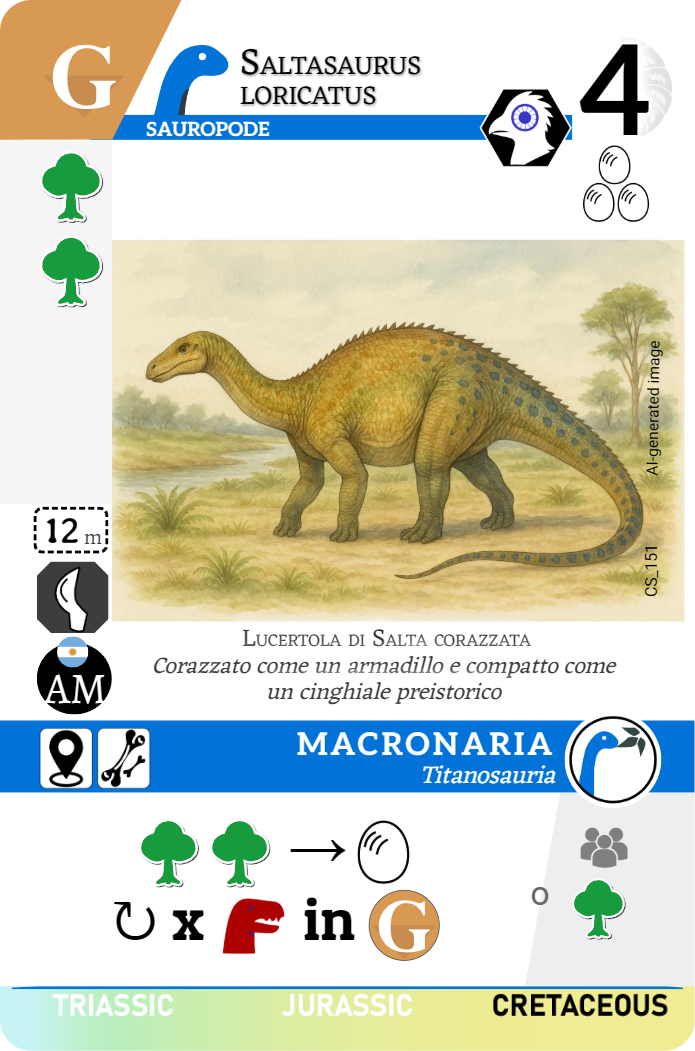 G
SALTASAURUS
LORICATUS
4
SAUROPODE
AI-generated image
CS_151
12 m
AM
LUCERTOLA DI SALTA CORAZZATA
Corazzato come un armadillo e compatto come
un cinghiale preistorico
MACRONARIA
Titanosauria
x in G
O
TRIASSIC JURASSIC CRETACEOUS